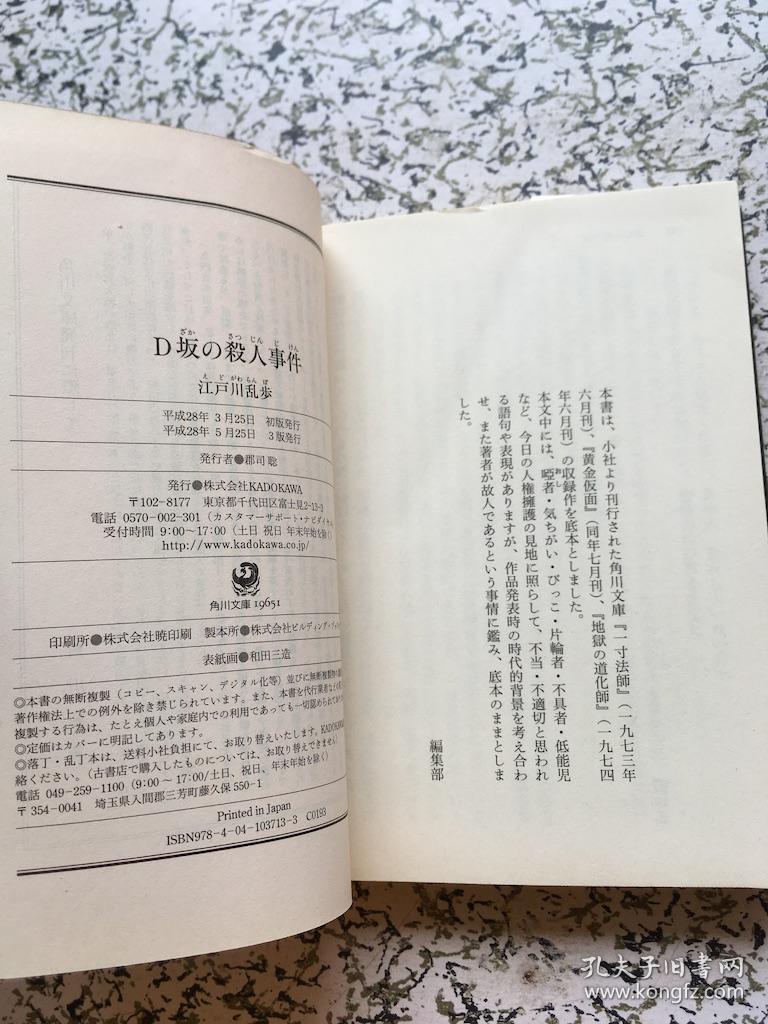 D坂の殺人事件
江戸川乱歩
平成28年 3月25日 初版発行
平成28年 5月25日 3版発行
発行者●郡司 聡
発行●株式会社KADOKAWA
〒102-8177 東京都千代田区富士見2-13-3
電話 0570-002-301（カスタマーサポート・ナビダイヤル）
受付時間 9:00～17:00（土日 祝日 年末年始を除く）
http://www.kadokawa.co.jp/
角川文庫 19651
印刷所●株式会社暁印刷 製本所●株式会社ビルディング・
表紙画●和田三造
◎本書の無断複製（コピー、スキャン、デジタル化等）並びに無断複製物の
著作権法上での例外を除き禁じられています。また、本書を代行業者など
複製する行為は、たとえ個人や家庭内での利用であっても一切認められて
◎定価はカバーに明記してあります。
◎落丁・乱丁本は、送料小社負担にて、お取り替えいたします。KADOKAWA
絡ください。（古書店で購入したものについては、お取り替えできません）
電話 049-259-1100（9:00～17:00/土日、祝日、年末年始を除く）
〒354-0041 埼玉県入間郡三芳町藤久保550-1
Printed in Japan
ISBN978-4-04-103713-3 C0193
本書は、小社より刊行された角川文庫『一寸法師』（一九七三年
六月刊）、『黄金仮面』（同年七月刊）、『地獄の道化師』（一九七四
年六月刊）の収録作を底本としました。
本文中には、啞者・気ちがい・びっこ・片輪者・不具者・低能児
など、今日の人権擁護の見地に照らして、不当・不適切と思われ
る語句や表現がありますが、作品発表時の時代的背景を考え合わ
せ、また著者が故人であるという事情に鑑み、底本のままとしま
した。
編集部
孔夫子旧书网
www.kongfz.com